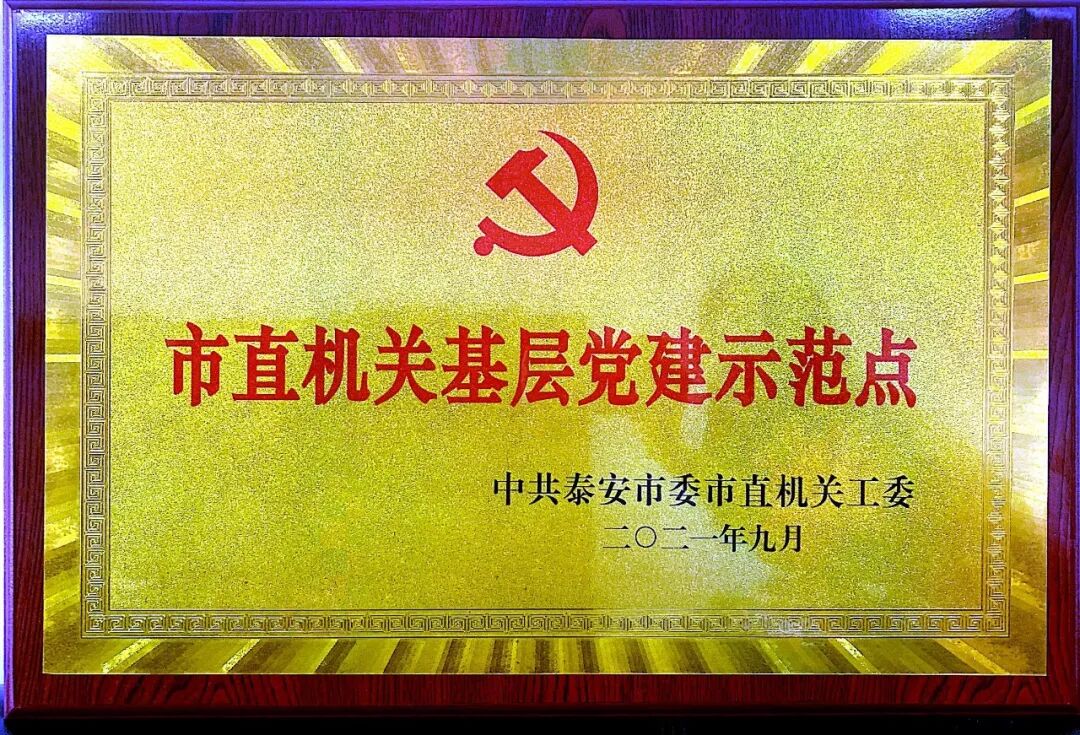 市直机关基层党建示范点
中共泰安市委市直机关工委
二〇二一年九月